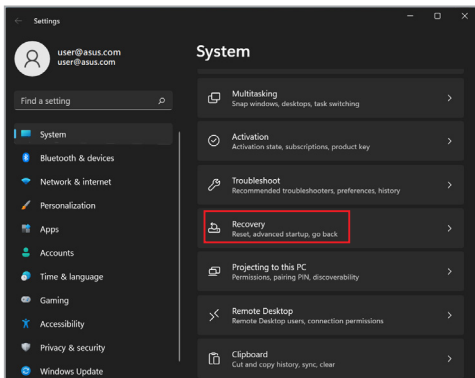 Settings
user@asus.com
user@asus.com
Find a setting
System
Bluetooth & devices
Network & internet
Personalization
Apps
Accounts
Time & language
Gaming
Accessibility
Privacy & security
Windows Update
System
Multitasking
Snap windows, desktops, task switching
Activation
Activation state, subscriptions, product key
Troubleshoot
Recommended troubleshooters, preferences, history
Recovery
Reset, advanced startup, go back
Projecting to this PC
Permissions, pairing PIN, discoverability
Remote Desktop
Remote Desktop users, connection permissions
Clipboard
Cut and copy history, sync, clear